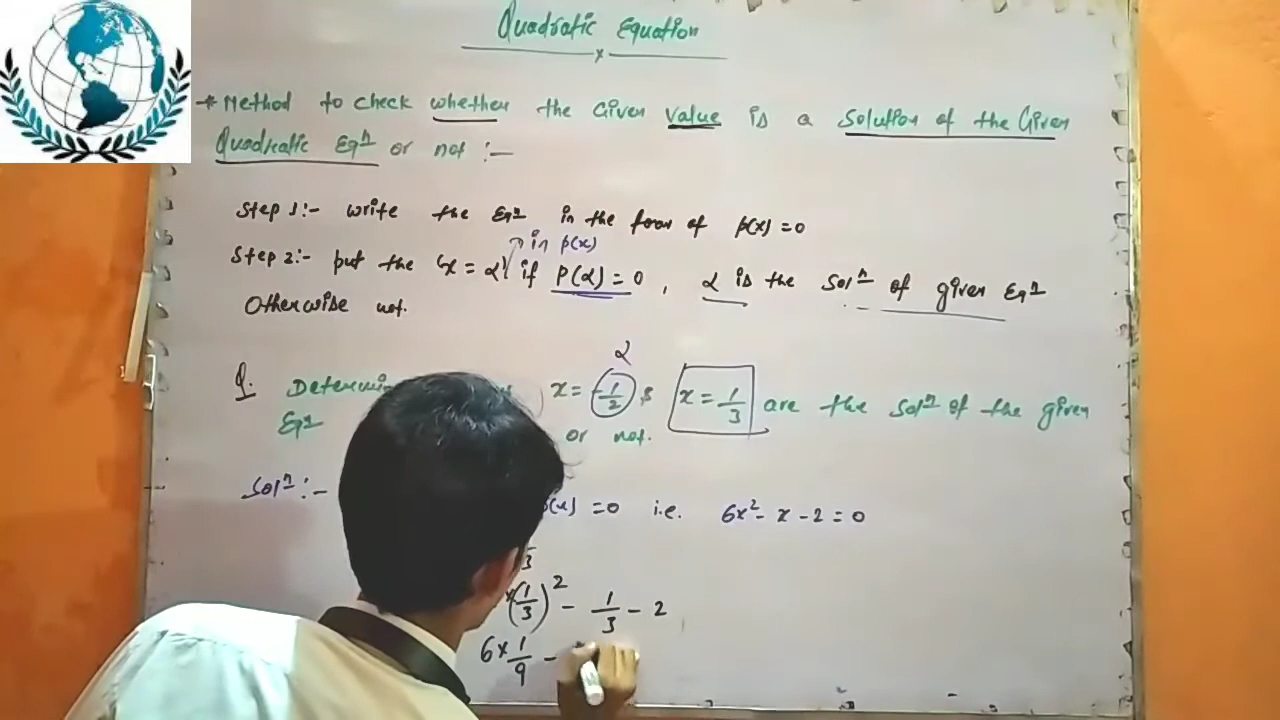 Quadratic Equation
* Method to check whether the Given value is a solution of the Given
Quadratic Eqⁿ or not :-
Step 1:- write the Eqⁿ in the form of p(x) = 0
in p(x)
Step 2:- put the 'x = α' if P(α) = 0, α is the solⁿ of given Eqⁿ
Otherwise not.
α
Q. x = -1/2 & x = 1/3 are the solⁿ of the given
Eqⁿ or not.
Solⁿ :- p(x) = 0 i.e. 6x² - x - 2 = 0
3
×(1/3)² - 1/3 - 2
6 × 1/9 -